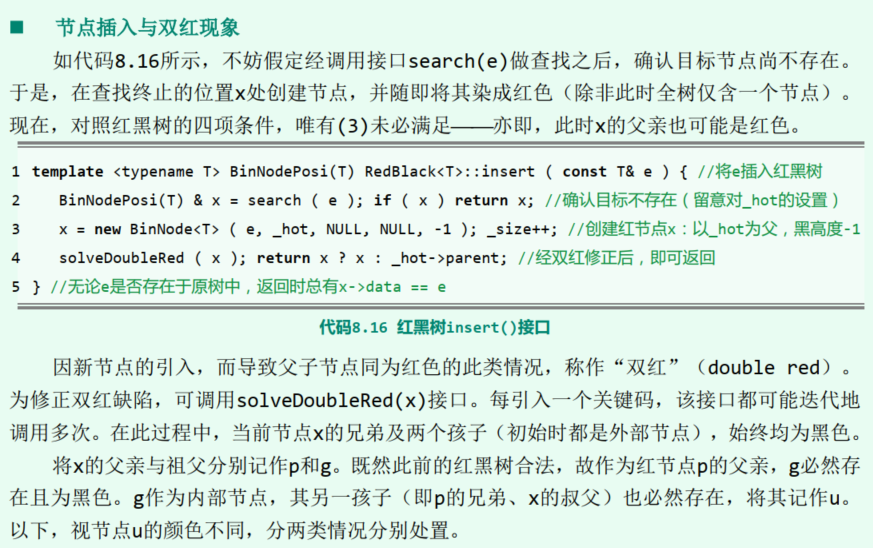 ■ 节点插入与双红现象
如代码8.16所示，不妨假定经调用接口search(e)做查找之后，确认目标节点尚不存在。
于是，在查找终止的位置x处创建节点，并随即将其染成红色（除非此时全树仅含一个节点）。
现在，对照红黑树的四项条件，唯有(3)未必满足——亦即，此时x的父亲也可能是红色。
1 template <typename T> BinNodePosi(T) RedBlack<T>::insert ( const T& e ) { //将e插入红黑树
2 BinNodePosi(T) & x = search ( e ); if ( x ) return x; //确认目标不存在（留意对_hot的设置）
3 x = new BinNode<T> ( e, _hot, NULL, NULL, -1 ); _size++; //创建红节点x：以_hot为父，黑高度-1
4 solveDoubleRed ( x ); return x ? x : _hot->parent; //经双红修正后，即可返回
5 } //无论e是否存在于原树中，返回时总有x->data == e
代码8.16 红黑树insert()接口
因新节点的引入，而导致父子节点同为红色的此类情况，称作“双红”（double red）。
为修正双红缺陷，可调用solveDoubleRed(x)接口。每引入一个关键码，该接口都可能迭代地
调用多次。在此过程中，当前节点x的兄弟及两个孩子（初始时都是外部节点），始终均为黑色。
将x的父亲与祖父分别记作p和g。既然此前的红黑树合法，故作为红节点p的父亲，g必然存
在且为黑色。g作为内部节点，其另一孩子（即p的兄弟、x的叔父）也必然存在，将其记作u。
以下，视节点u的颜色不同，分两类情况分别处置。